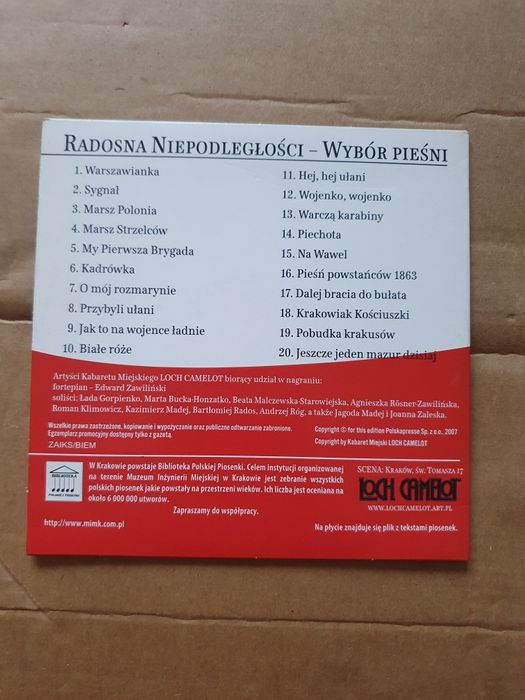 RADOSNA NIEPODLEGŁOŚCI – WYBÓR PIEŚNI
1. Warszawianka
2. Sygnał
3. Marsz Polonia
4. Marsz Strzelców
5. My Pierwsza Brygada
6. Kadrówka
7. O mój rozmarynie
8. Przybyli ułani
9. Jak to na wojence ładnie
10. Białe róże
11. Hej, hej ułani
12. Wojenko, wojenko
13. Warczą karabiny
14. Piechota
15. Na Wawel
16. Pieśń powstańców 1863
17. Dalej bracia do bułata
18. Krakowiak Kościuszki
19. Pobudka krakusów
20. Jeszcze jeden mazur dzisiaj
Artyści Kabaretu Miejskiego LOCH CAMELOT biorący udział w nagraniu:
fortepian – Edward Zawiliński
soliści: Łada Gorpienko, Marta Bucka-Honzatko, Beata Malczewska-Starowiejska, Agnieszka Rösner-Zawilińska,
Roman Klimowicz, Kazimierz Madej, Bartłomiej Rados, Andrzej Róg, a także Jagoda Madej i Joanna Zaleska.
Wszelkie prawa zastrzeżone, kopiowanie i wypożyczanie oraz publiczne odtwarzanie zabronione.
Egzemplarz promocyjny dostępny tylko z gazetą.
ZAIKS/BIEM
Copyright © for this edition Polskapresse Sp. z o.o., 2007
Copyright by Kabaret Miejski LOCH CAMELOT
BIBLIOTEKA
POLSKIEJ PIOSENKI
W Krakowie powstaje Biblioteka Polskiej Piosenki. Celem instytucji organizowanej
na terenie Muzeum Inżynierii Miejskiej w Krakowie jest zebranie wszystkich
polskich piosenek jakie powstały na przestrzeni wieków. Ich liczba jest oceniana na
około 6 000 000 utworów.
Zapraszamy do współpracy.
http://www.mimk.com.pl
SCENA: KRAKÓW, ŚW. TOMASZA 17
LOCH CAMELOT
WWW.LOCHCAMELOT.ART.PL
Na płycie znajduje się plik z tekstami piosenek.